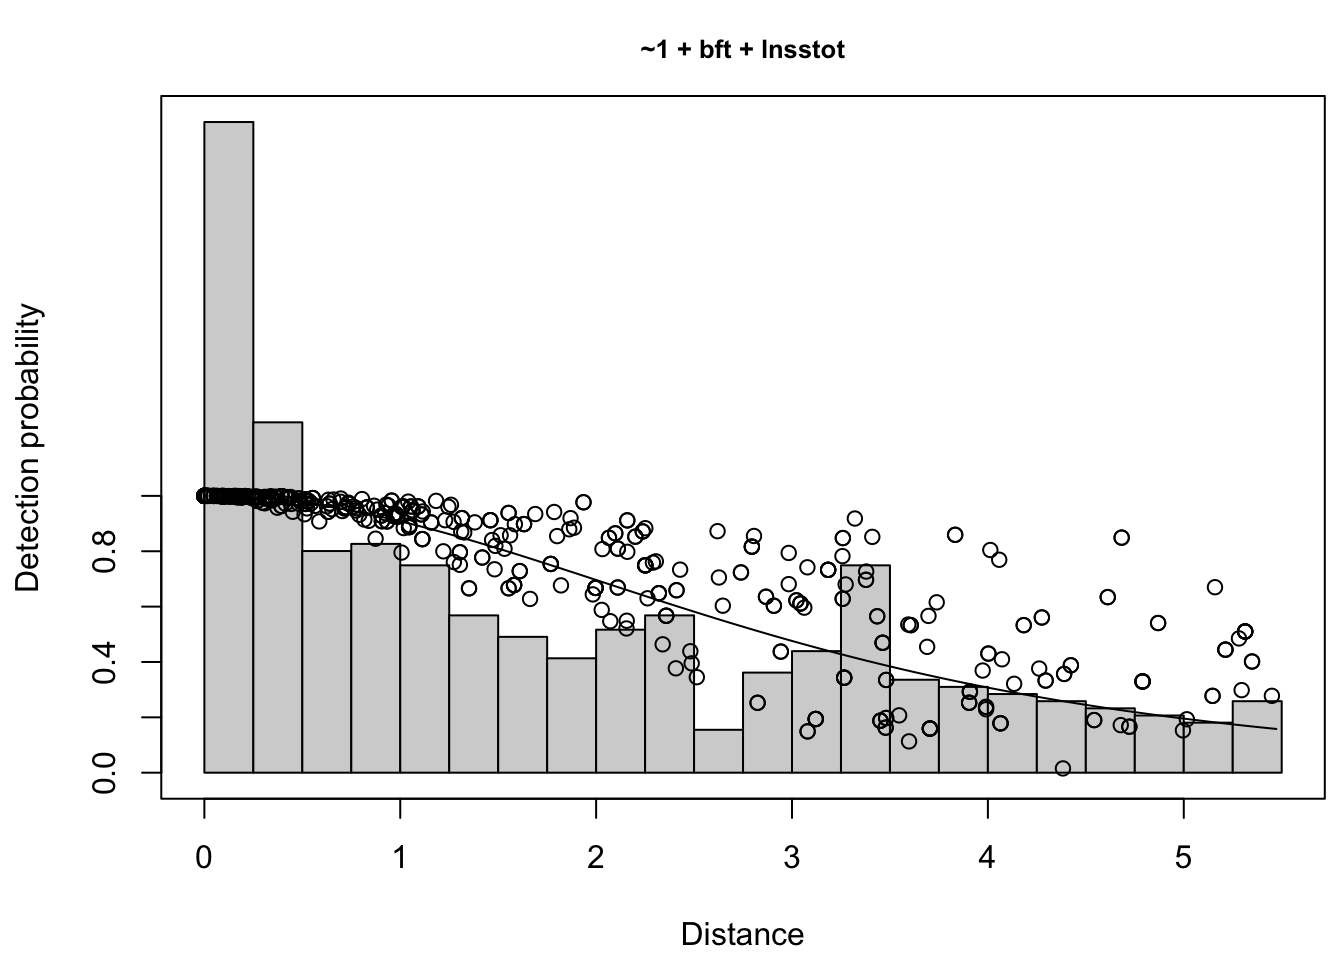 ~1 + bft + lnsstot
Detection probability
0.8
0.4
0.0
0 1 2 3 4 5
Distance